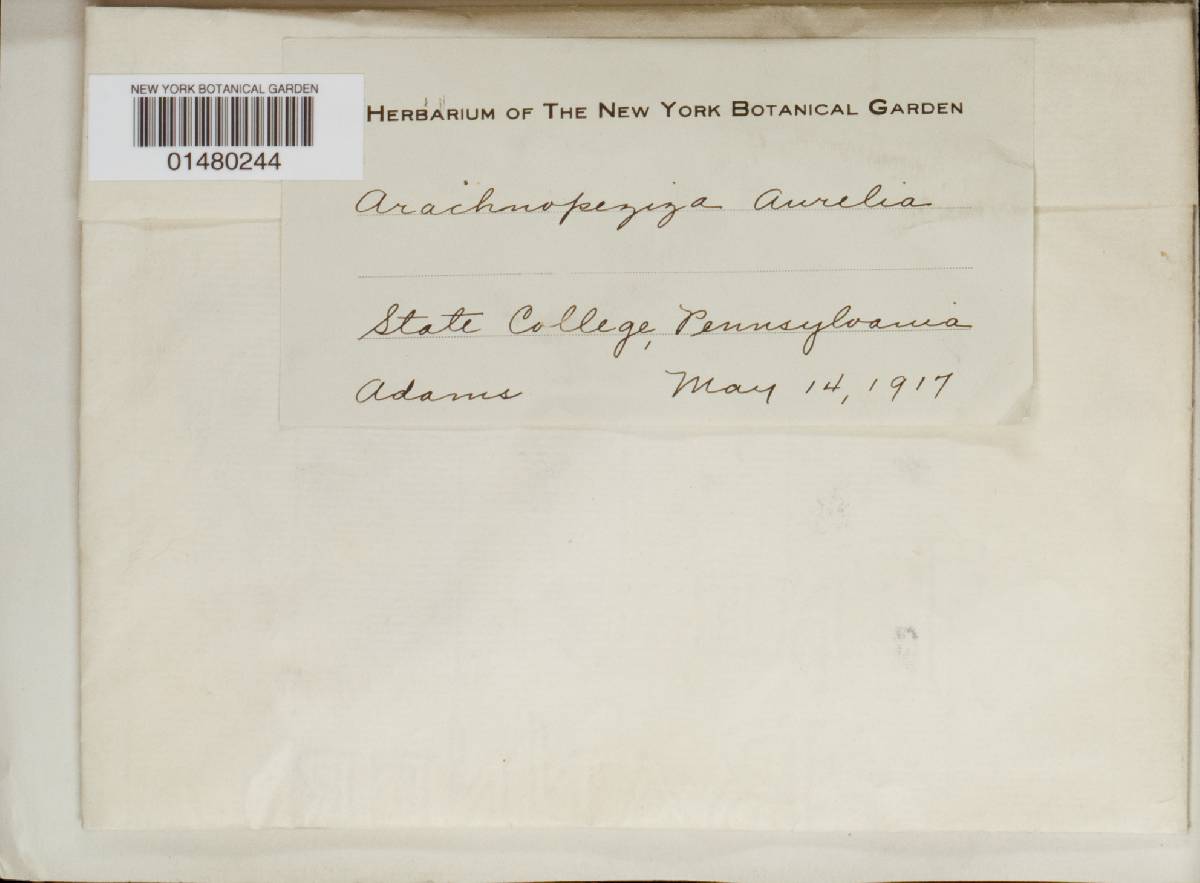 NEW YORK BOTANICAL GARDEN
01480244
HERBARIUM OF THE NEW YORK BOTANICAL GARDEN
Arachnopeziza Aurelia
State College, Pennsylvania
Adams May 14, 1917